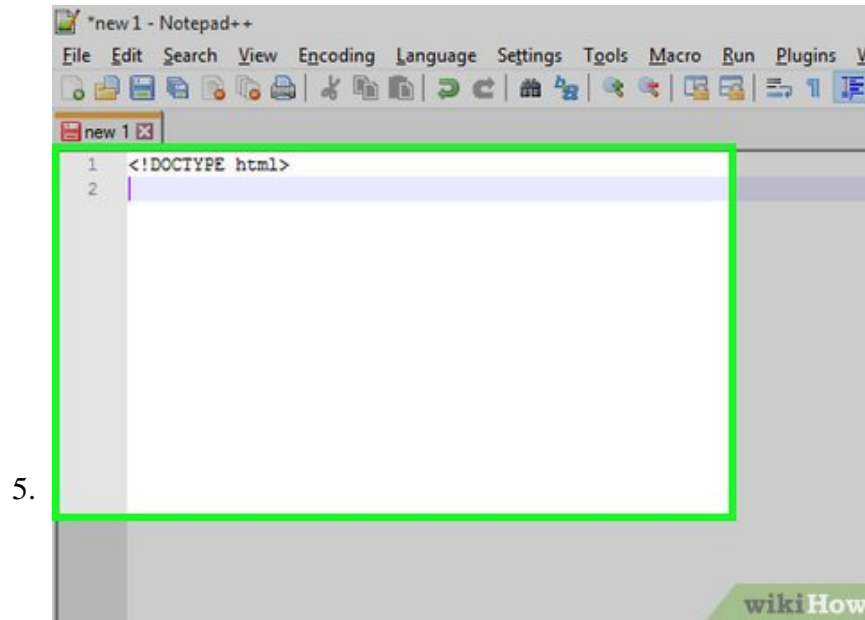 *new 1 - Notepad++
File Edit Search View Encoding Language Settings Tools Macro Run Plugins
new 1
1 <!DOCTYPE html>
2
5.
wikiHow